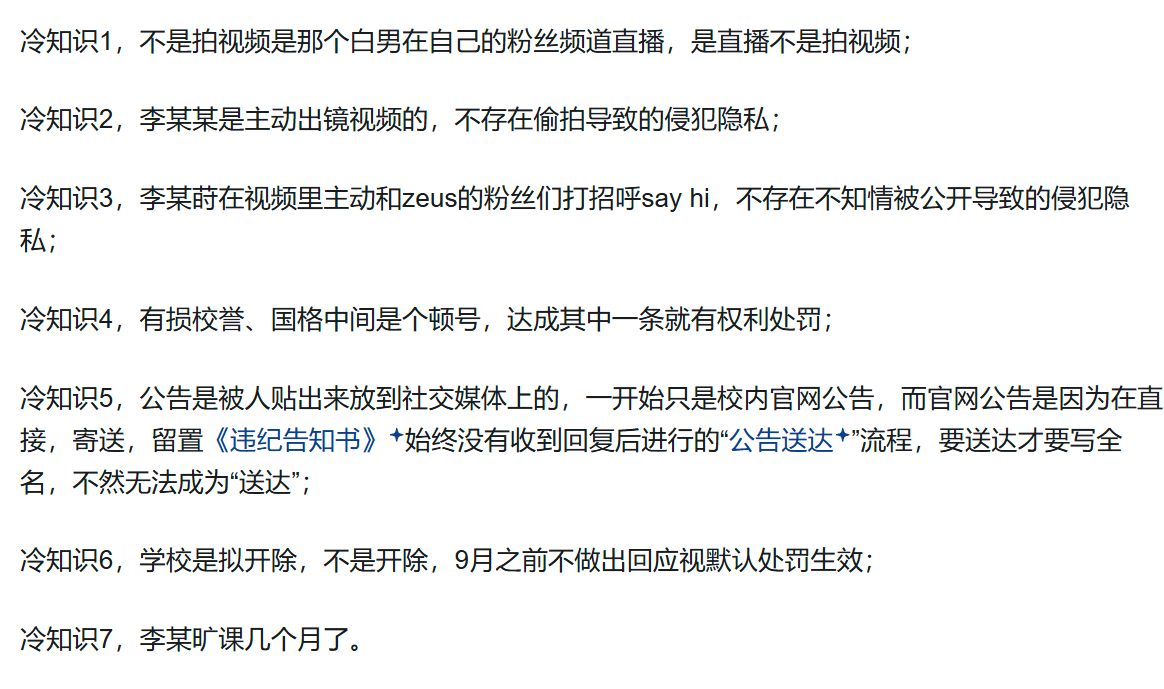 冷知识1，不是拍视频是那个白男在自己的粉丝频道直播，是直播不是拍视频；
冷知识2，李某某是主动出镜视频的，不存在偷拍导致的侵犯隐私；
冷知识3，李某莳在视频里主动和zeus的粉丝们打招呼say hi，不存在不知情被公开导致的侵犯隐
私；
冷知识4，有损校誉、国格中间是个顿号，达成其中一条就有权利处罚；
冷知识5，公告是被人贴出来放到社交媒体上的，一开始只是校内官网公告，而官网公告是因为在直
接，寄送，留置《违纪告知书》始终没有收到回复后进行的“公告送达”流程，要送达才要写全
名，不然无法成为“送达”；
冷知识6，学校是拟开除，不是开除，9月之前不做出回应视默认处罚生效；
冷知识7，李某旷课几个月了。